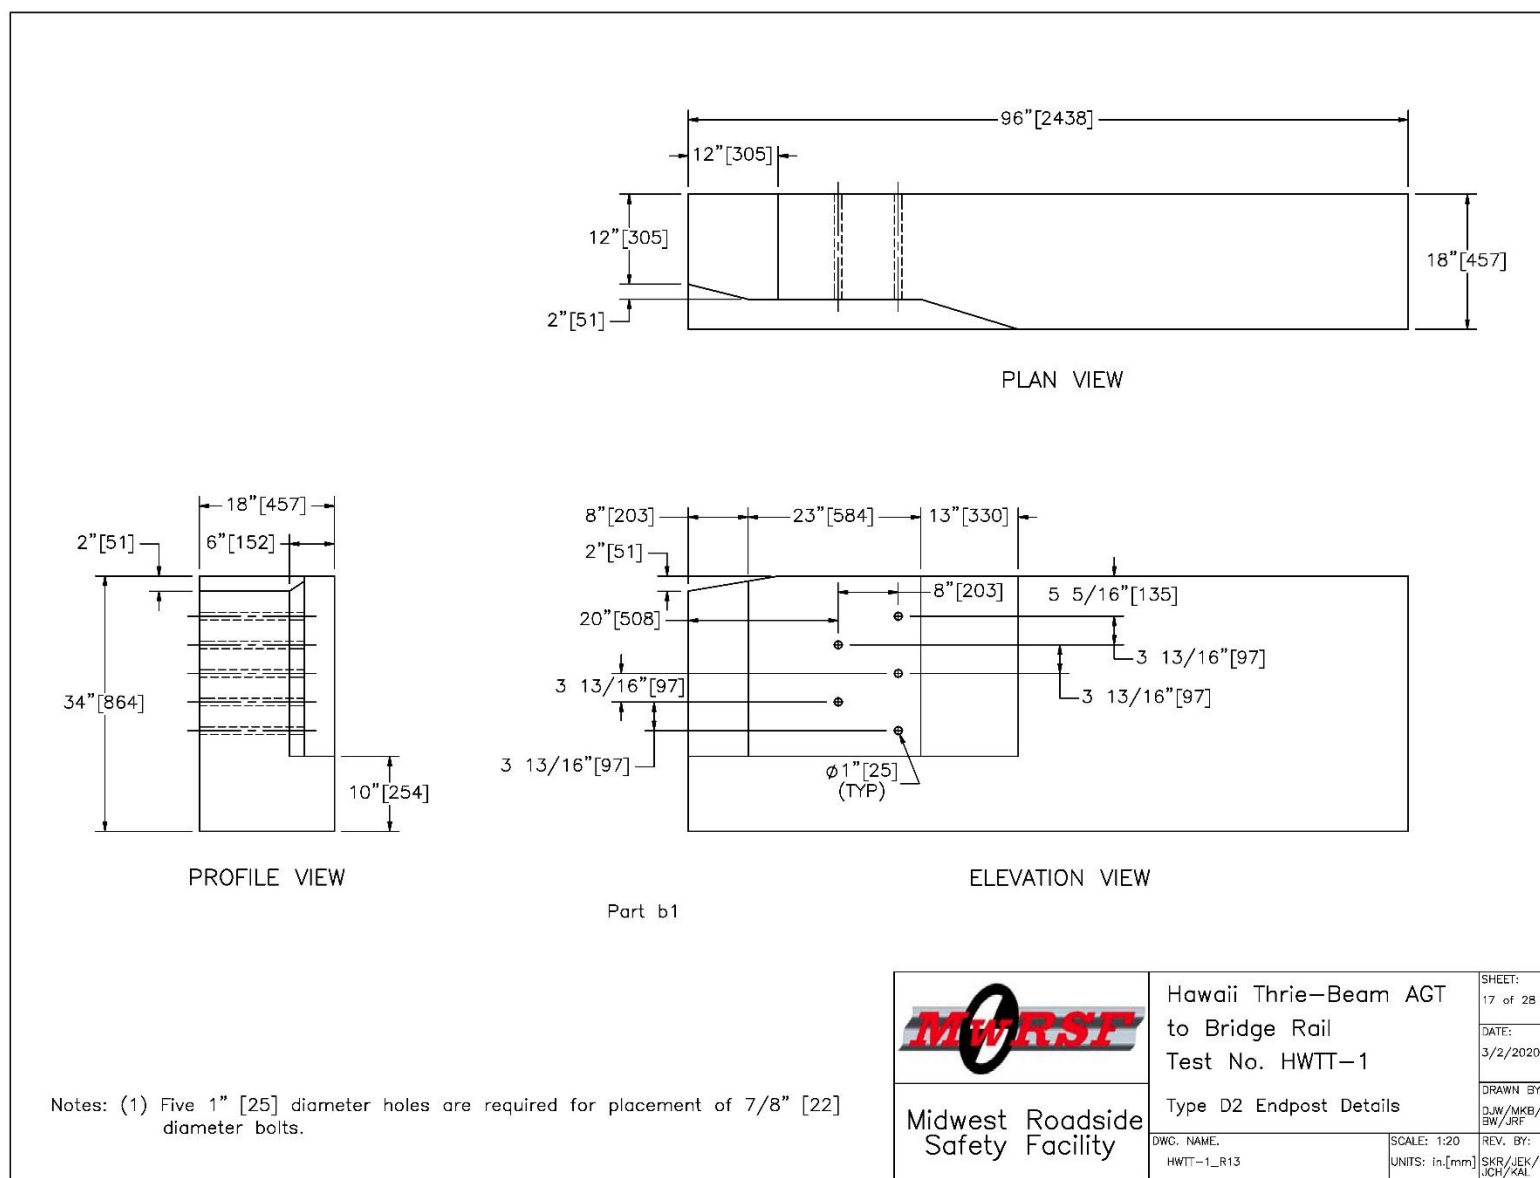 96"[2438]
12"[305]
12"[305]
18"[457]
2"[51]
PLAN VIEW
18"[457]
8"[203]
23"[584]
13"[330]
2"[51]
6"[152]
2"[51]
8"[203]
5 5/16"[135]
20"[508]
3 13/16"[97]
3 13/16"[97]
3 13/16"[97]
34"[864]
3 13/16"[97]
ø1"[25]
(TYP)
10"[254]
PROFILE VIEW
ELEVATION VIEW
Part b1
MwRSF
Midwest Roadside
Safety Facility
Hawaii Thrie-Beam AGT
to Bridge Rail
Test No. HWTT-1
Type D2 Endpost Details
SHEET:
17 of 28
DATE:
3/2/2020
DRAWN BY
DJW/MKB/
BW/JRF
DWG. NAME.
HWTT-1_R13
SCALE: 1:20
UNITS: in.[mm]
REV. BY:
SKR/JEK/
JCH/KAL
Notes: (1) Five 1" [25] diameter holes are required for placement of 7/8" [22]
diameter bolts.